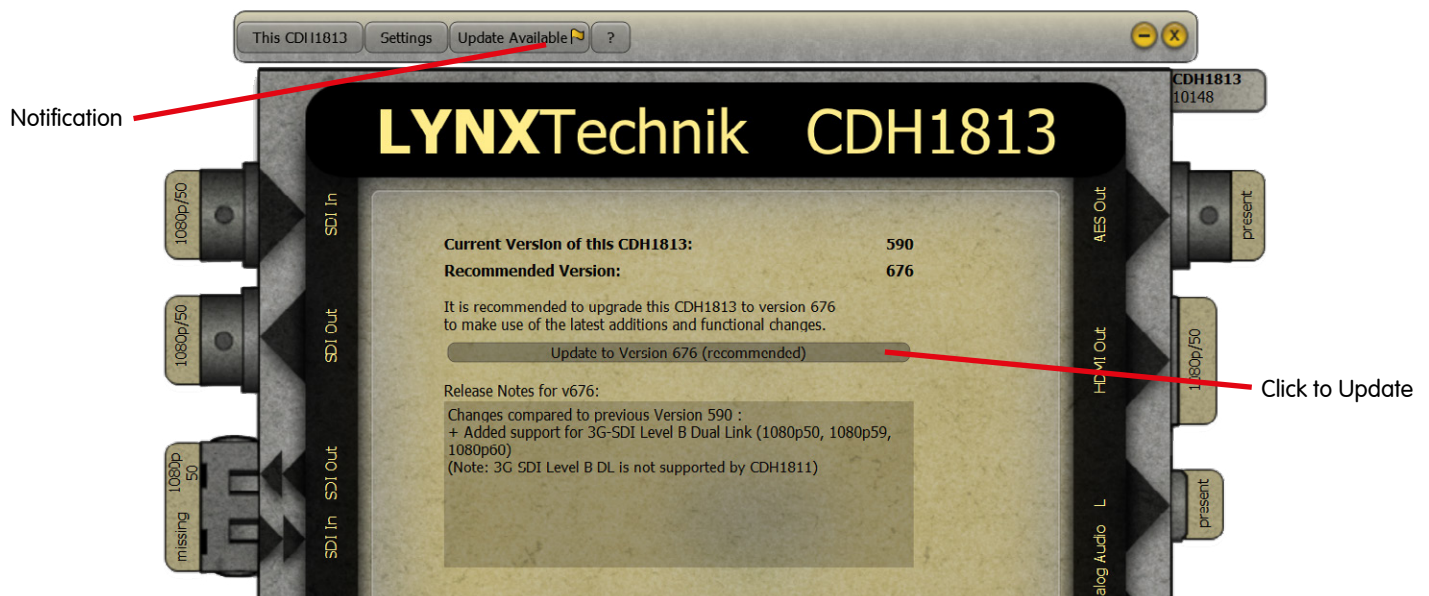 This CDH1813 Settings Update Available ?
CDH1813
10148
Notification
LYNXTechnik CDH1813
1080p/50
SDI In
AES Out
present
Current Version of this CDH1813: 590
Recommended Version: 676
It is recommended to upgrade this CDH1813 to version 676
to make use of the latest additions and functional changes.
1080p/50
SDI Out
HDMI Out
1080p/50
Update to Version 676 (recommended)
Click to Update
Release Notes for v676:
Changes compared to previous Version 590 :
+ Added support for 3G-SDI Level B Dual Link (1080p50, 1080p59,
1080p60)
(Note: 3G SDI Level B DL is not supported by CDH1811)
1080p
50
SDI Out
missing
SDI In
L
alog Audio
present